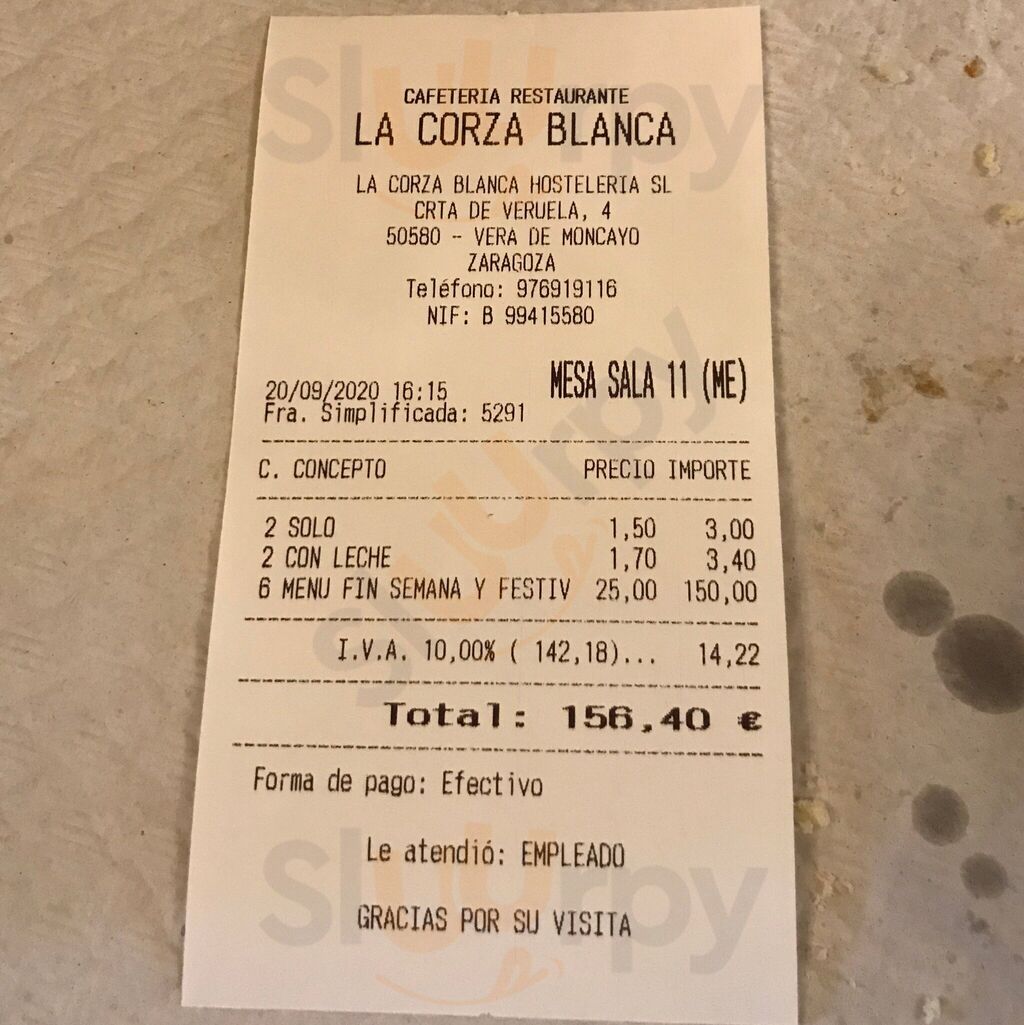 CAFETERIA RESTAURANTE
LA CORZA BLANCA
LA CORZA BLANCA HOSTELERIA SL
CRTA DE VERUELA, 4
50580 - VERA DE MONCAYO
ZARAGOZA
Teléfono: 976919116
NIF: B 99415580
MESA SALA 11 (ME)
20/09/2020 16:15
Fra. Simplificada: 5291
C. CONCEPTO PRECIO IMPORTE
2 SOLO 1,50 3,00
2 CON LECHE 1,70 3,40
6 MENU FIN SEMANA Y FESTIV 25,00 150,00
I.V.A. 10,00% ( 142,18)... 14,22
Total: 156,40 €
Forma de pago: Efectivo
Le atendió: EMPLEADO
GRACIAS POR SU VISITA
Slurpy
Slurpy
Slurpy